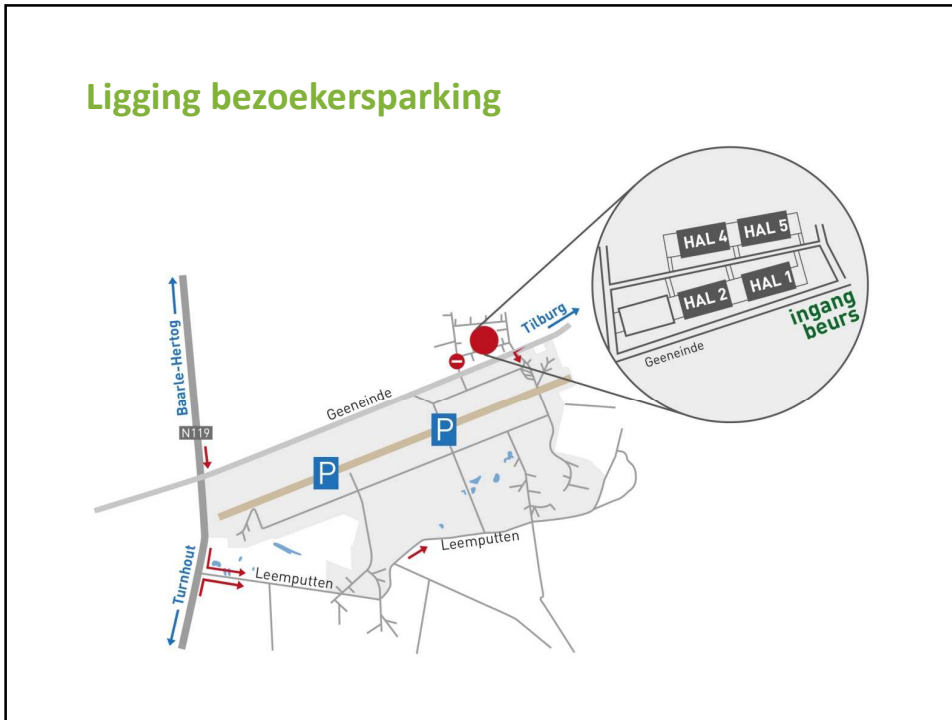 Ligging bezoekersparking
HAL 4
HAL 5
HAL 2
HAL 1
ingang
beurs
Geeneinde
Tilburg
Baarle-Hertog
Geeneinde
N119
P
P
Leemputten
Leemputten
Turnhout